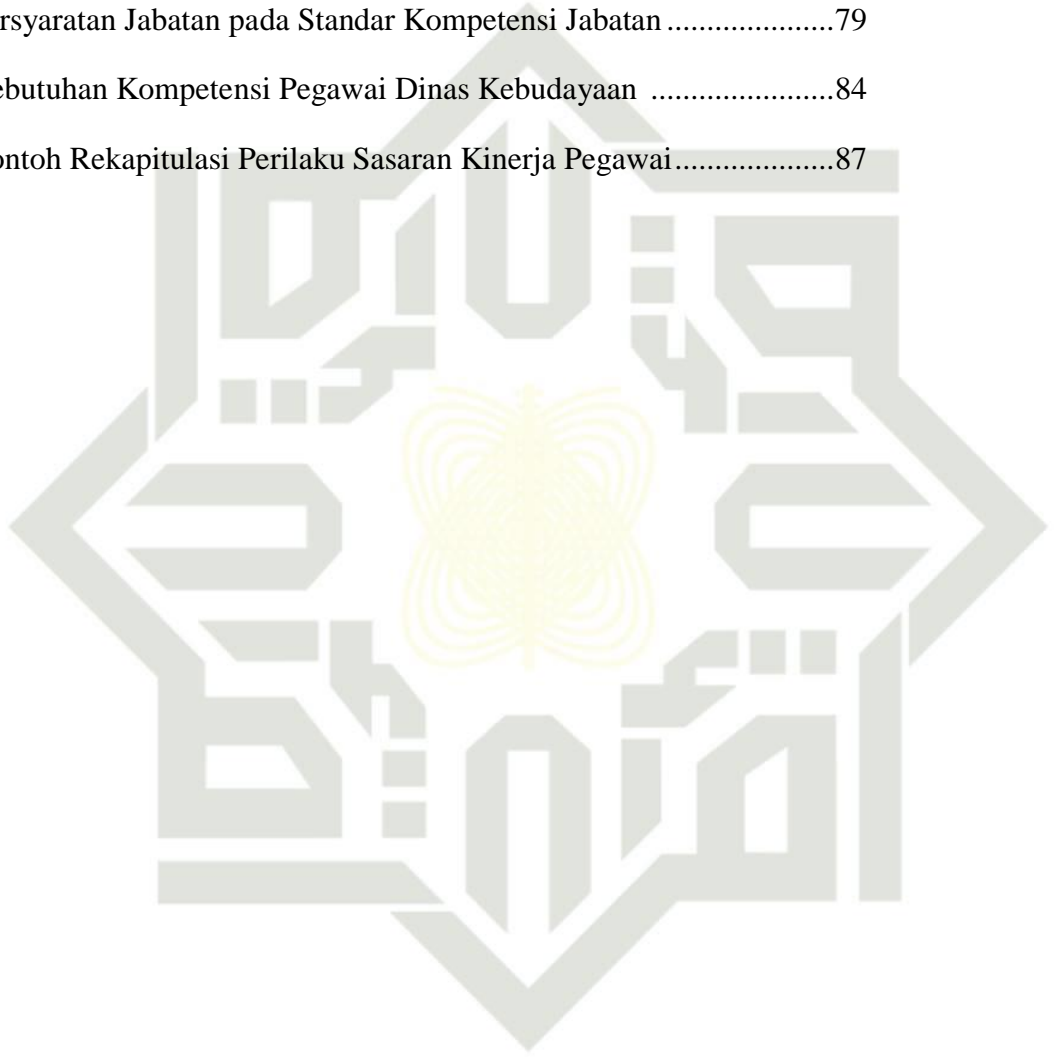 rsyaratan Jabatan pada Standar Kompetensi Jabatan ....................79
ebutuhan Kompetensi Pegawai Dinas Kebudayaan ......................84
ontoh Rekapitulasi Perilaku Sasaran Kinerja Pegawai...................87